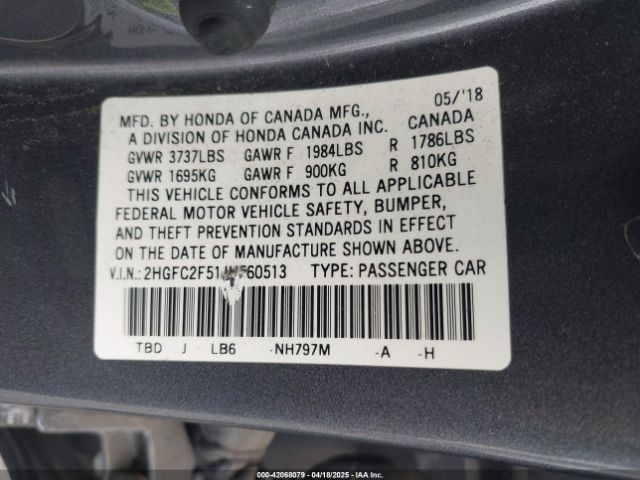 MFD. BY HONDA OF CANADA MFG., 05/'18
A DIVISION OF HONDA CANADA INC. CANADA
GVWR 3737LBS GAWR F 1984LBS R 1786LBS
GVWR 1695KG GAWR F 900KG R 810KG
THIS VEHICLE CONFORMS TO ALL APPLICABLE
FEDERAL MOTOR VEHICLE SAFETY, BUMPER,
AND THEFT PREVENTION STANDARDS IN EFFECT
ON THE DATE OF MANUFACTURE SHOWN ABOVE.
V.I.N.: TYPE: PASSENGER CAR
TBD J LB6 -NH797M -A -H
000-42068079 - 04/18/2025 - IAA Inc.